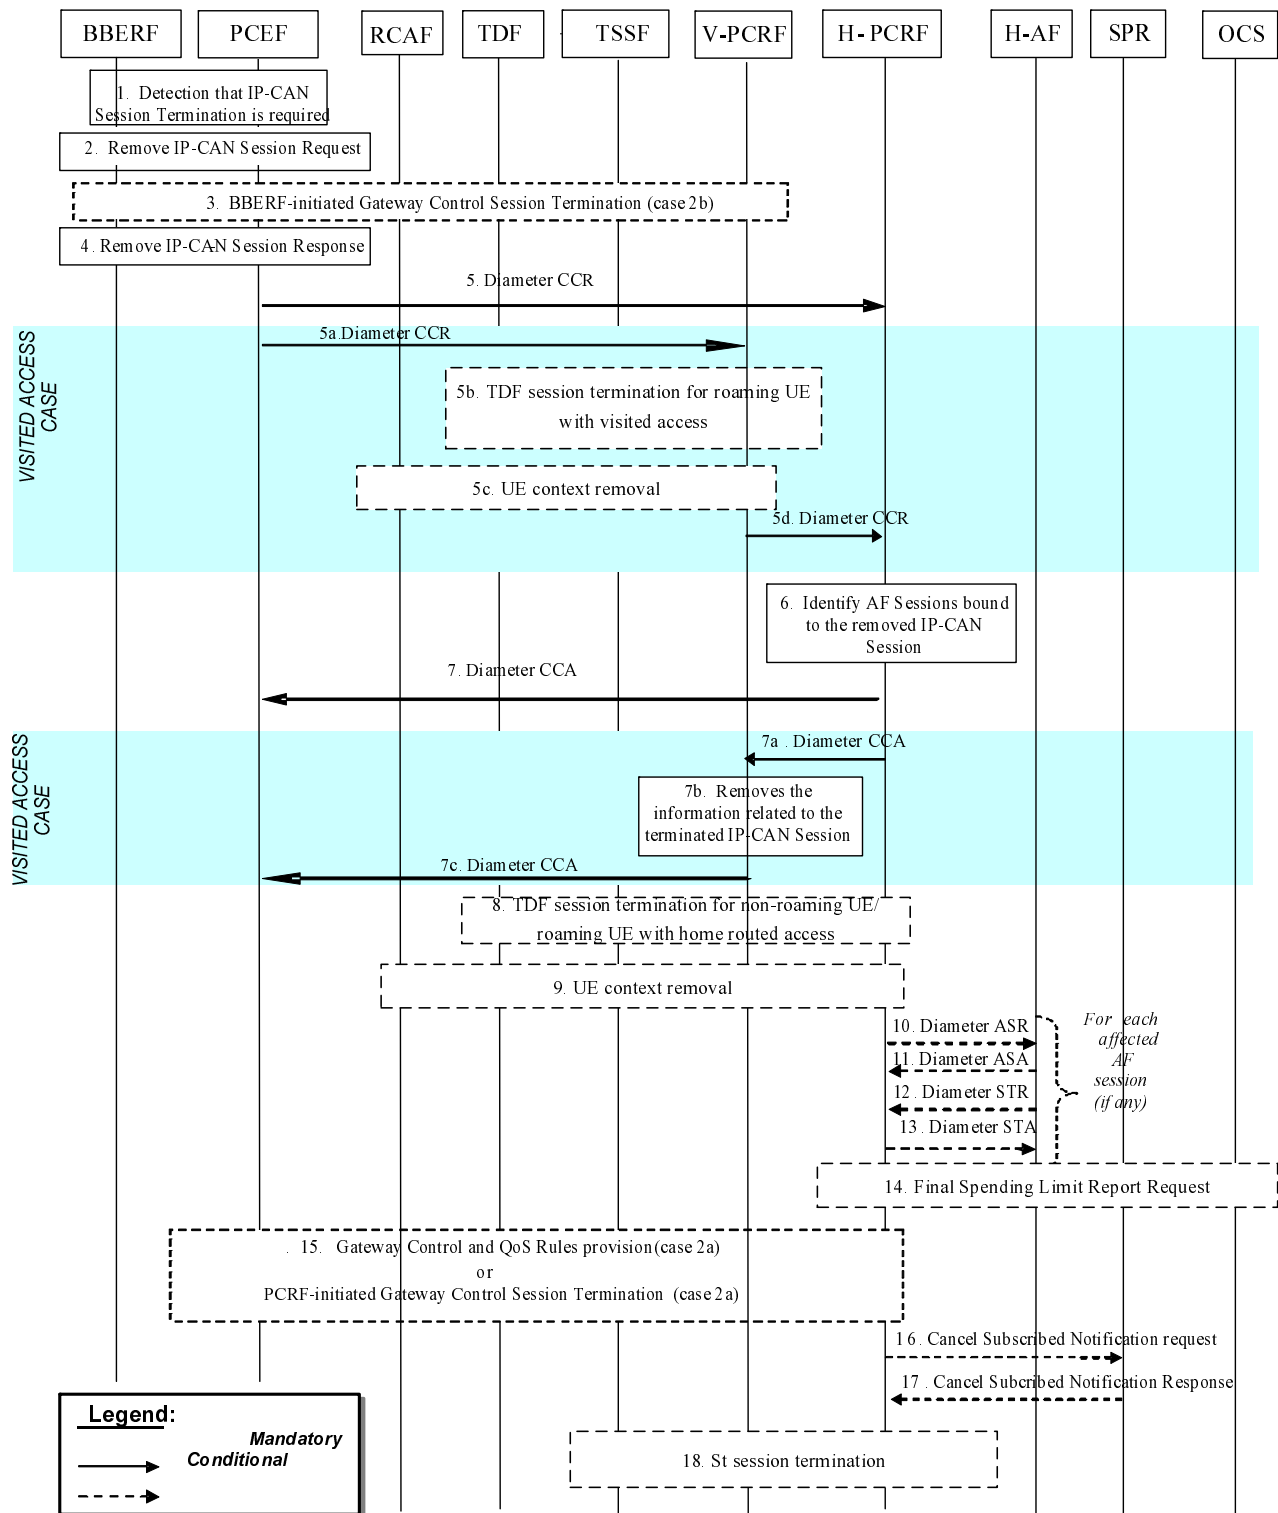 BBERF
PCEF
RCAF
TDF
TSSF
V-PCRF
H- PCRF
H-AF
SPR
OCS
1. Detection that IP-CAN
Session Termination is required
2. Remove IP-CAN Session Request
3. BBERF-initiated Gateway Control Session Termination (case 2b)
4. Remove IP-CAN Session Response
5. Diameter CCR
VISITED ACCESS
CASE
5a.Diameter CCR
5b. TDF session termination for roaming UE
with visited access
5c. UE context removal
5d. Diameter CCR
6. Identify AF Sessions bound
to the removed IP-CAN
Session
7. Diameter CCA
VISITED ACCESS
CASE
7a . Diameter CCA
7b. Removes the
information related to the
terminated IP-CAN Session
7c. Diameter CCA
8. TDF session termination for non-roaming UE/
roaming UE with home routed access
9. UE context removal
10. Diameter ASR
11. Diameter ASA
12. Diameter STR
13. Diameter STA
For each
affected
AF
session
(if any)
14. Final Spending Limit Report Request
. 15. Gateway Control and QoS Rules provision (case 2a)
or
PCRF-initiated Gateway Control Session Termination (case 2a)
16. Cancel Subscribed Notification request
17 . Cancel Subcribed Notification Response
18. St session termination
Legend:
Mandatory
Conditional